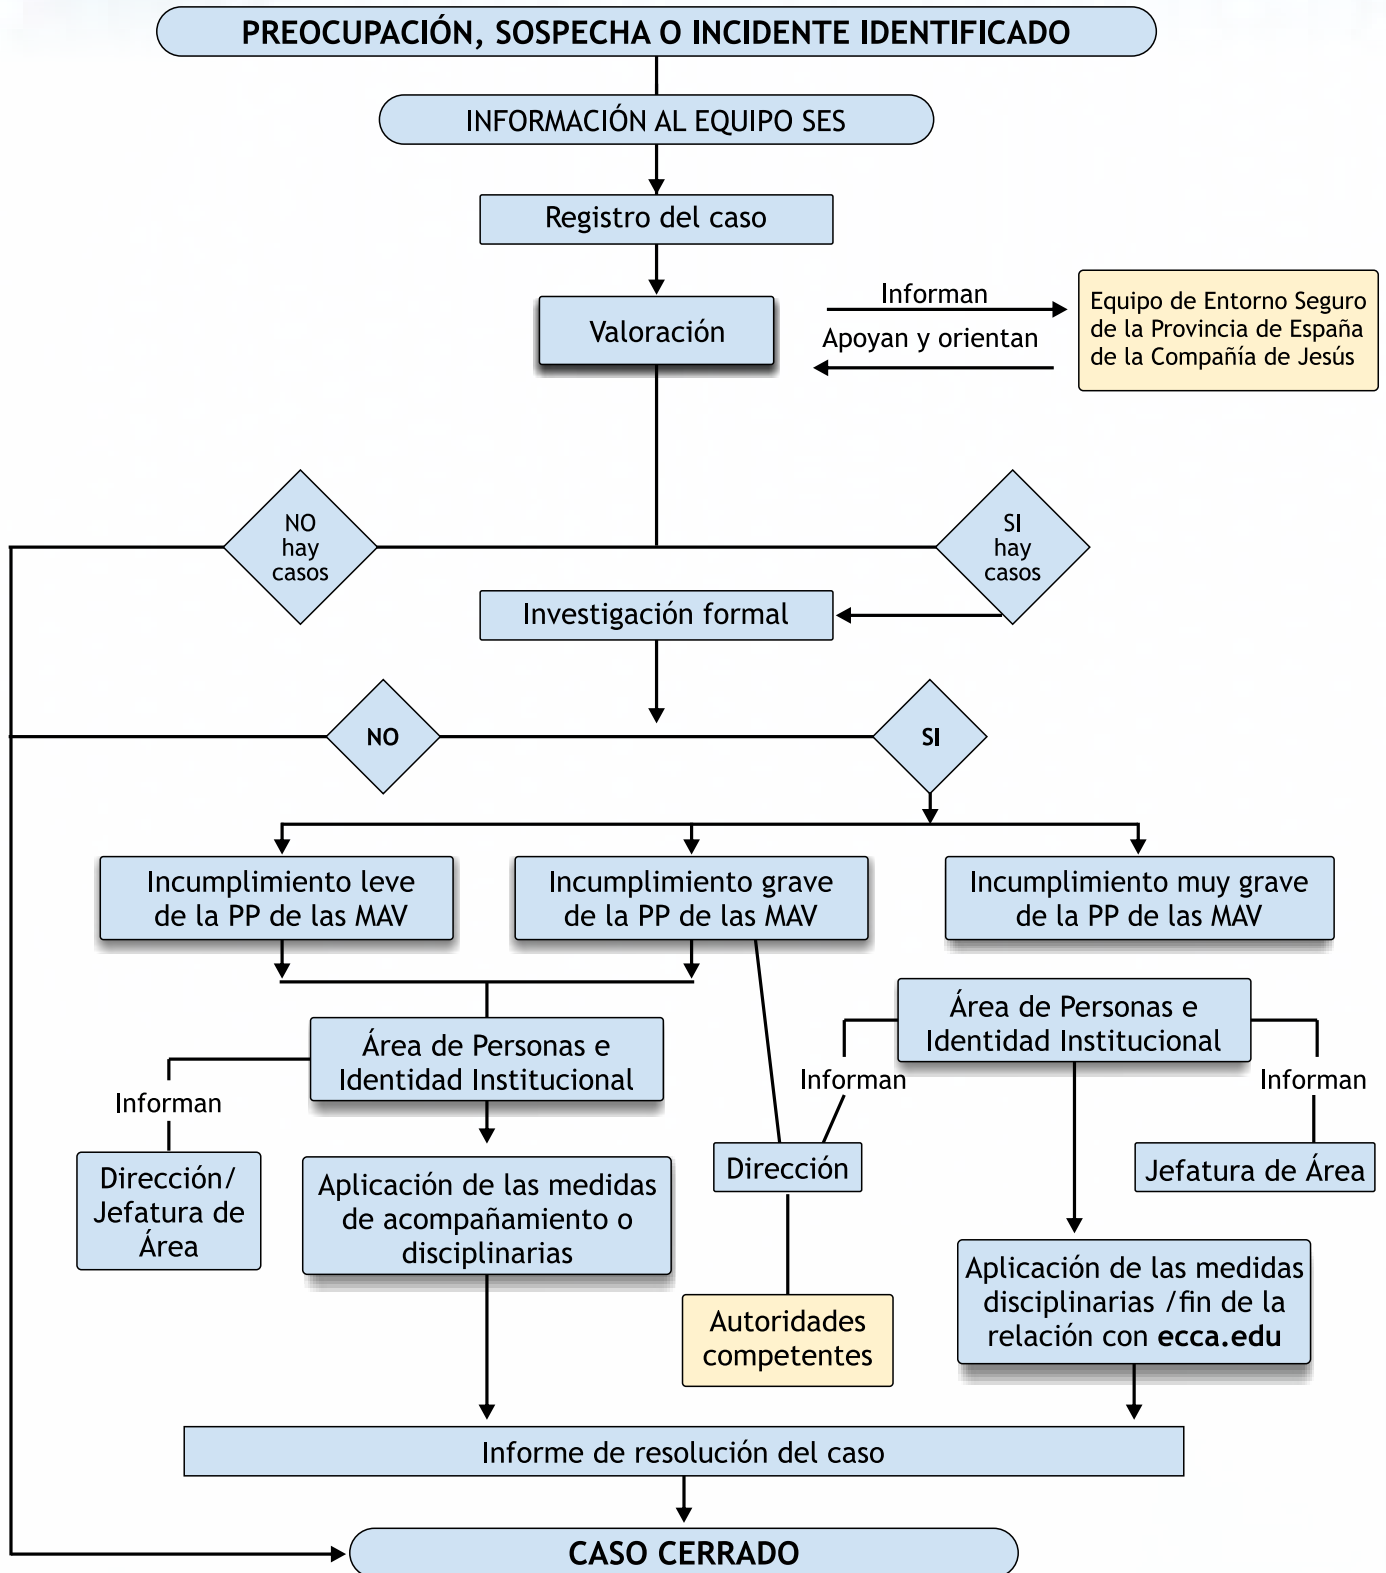 PREOCUPACIÓN, SOSPECHA O INCIDENTE IDENTIFICADO
INFORMACIÓN AL EQUIPO SES
Registro del caso
Valoración
Informan
Apoyan y orientan
Equipo de Entorno Seguro
de la Provincia de España
de la Compañía de Jesús
NO
hay
casos
SI
hay
casos
Investigación formal
NO
SI
Incumplimiento leve
de la PP de las MAV
Incumplimiento grave
de la PP de las MAV
Incumplimiento muy grave
de la PP de las MAV
Área de Personas e
Identidad Institucional
Informan
Dirección/
Jefatura de
Área
Aplicación de las medidas
de acompañamiento o
disciplinarias
Área de Personas e
Identidad Institucional
Informan
Informan
Dirección
Jefatura de Área
Autoridades
competentes
Aplicación de las medidas
disciplinarias /fin de la
relación con ecca.edu
Informe de resolución del caso
CASO CERRADO